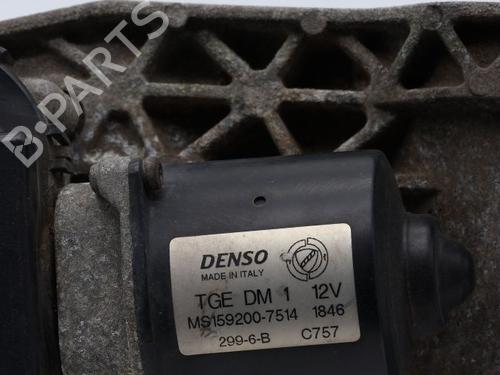 B-PARTS
DENSO
MADE IN ITALY
TGE DM 1 12V
MS159200-7514 1846
299-6-B C757